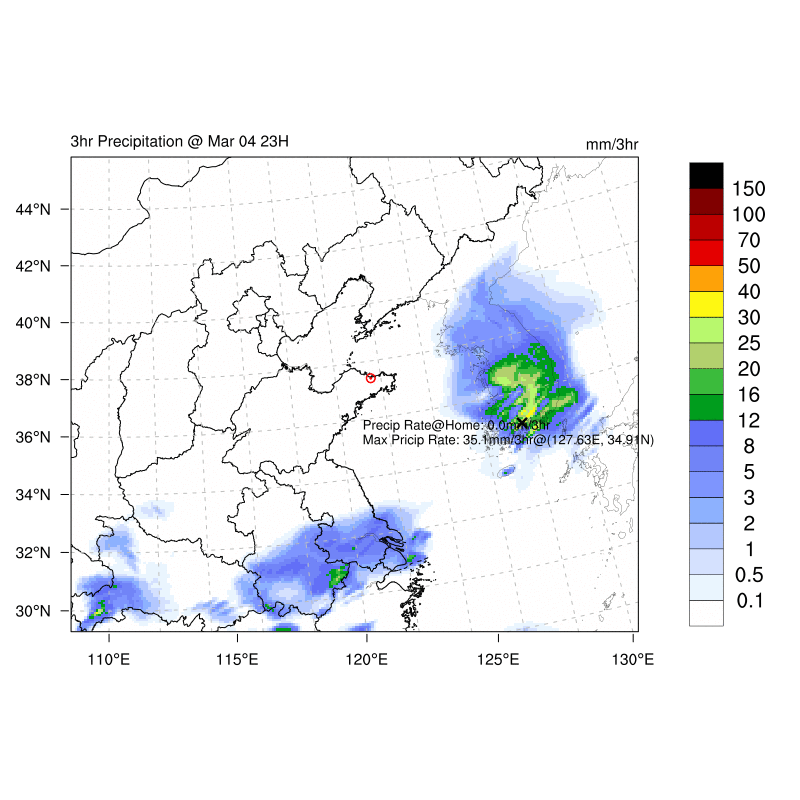 3hr Precipitation @ Mar 04 23H
mm/3hr
44°N
42°N
40°N
38°N
36°N
34°N
32°N
30°N
110°E
115°E
120°E
125°E
130°E
Precip Rate@Home: 0.0mm/3hr
Max Pricip Rate: 35.1mm/3hr@(127.63E, 34.91N)
150
100
70
50
40
30
25
20
16
12
8
5
3
2
1
0.5
0.1